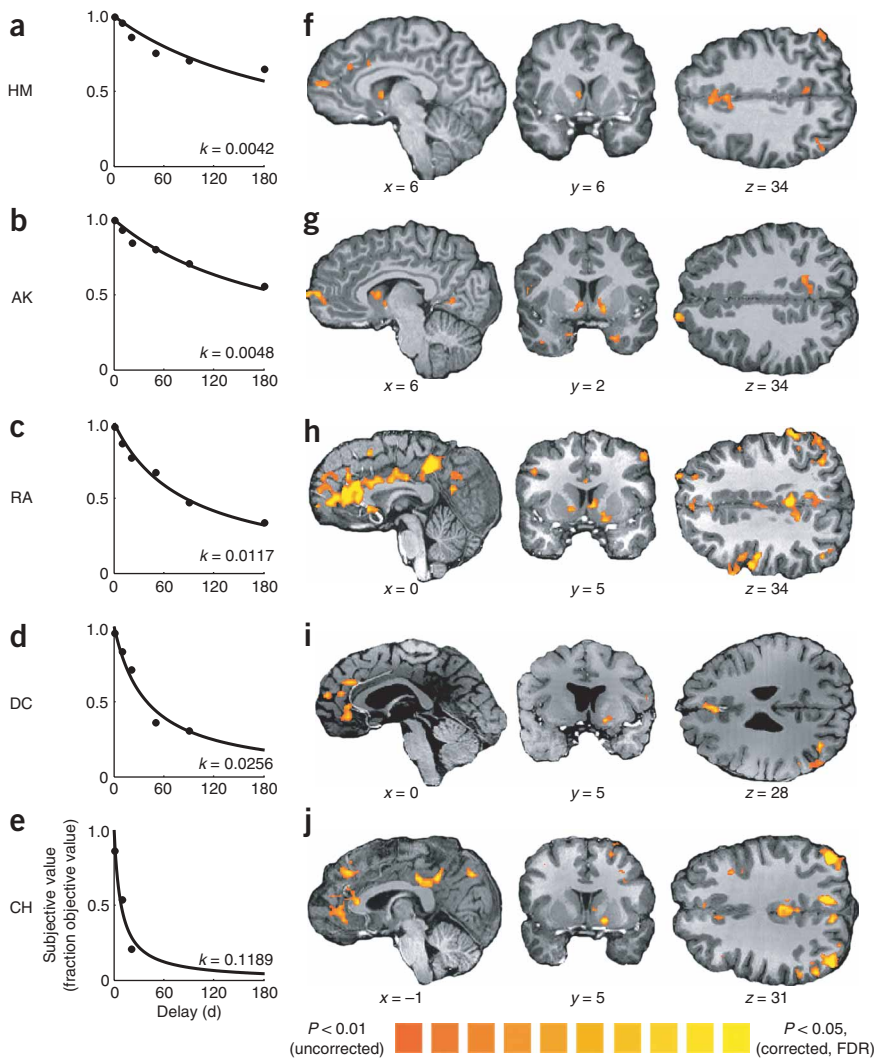 a
HM
1.0
0.5
0
0 60 120 180
k = 0.0042
f
x = 6
y = 6
z = 34
b
AK
1.0
0.5
0
0 60 120 180
k = 0.0048
g
x = 6
y = 2
z = 34
c
RA
1.0
0.5
0
0 60 120 180
k = 0.0117
h
x = 0
y = 5
z = 34
d
DC
1.0
0.5
0
0 60 120 180
k = 0.0256
i
x = 0
y = 5
z = 28
e
CH
Subjective value
(fraction objective value)
1.0
0.5
0
0 60 120 180
Delay (d)
k = 0.1189
j
x = –1
y = 5
z = 31
P < 0.01
(uncorrected)
P < 0.05,
(corrected, FDR)